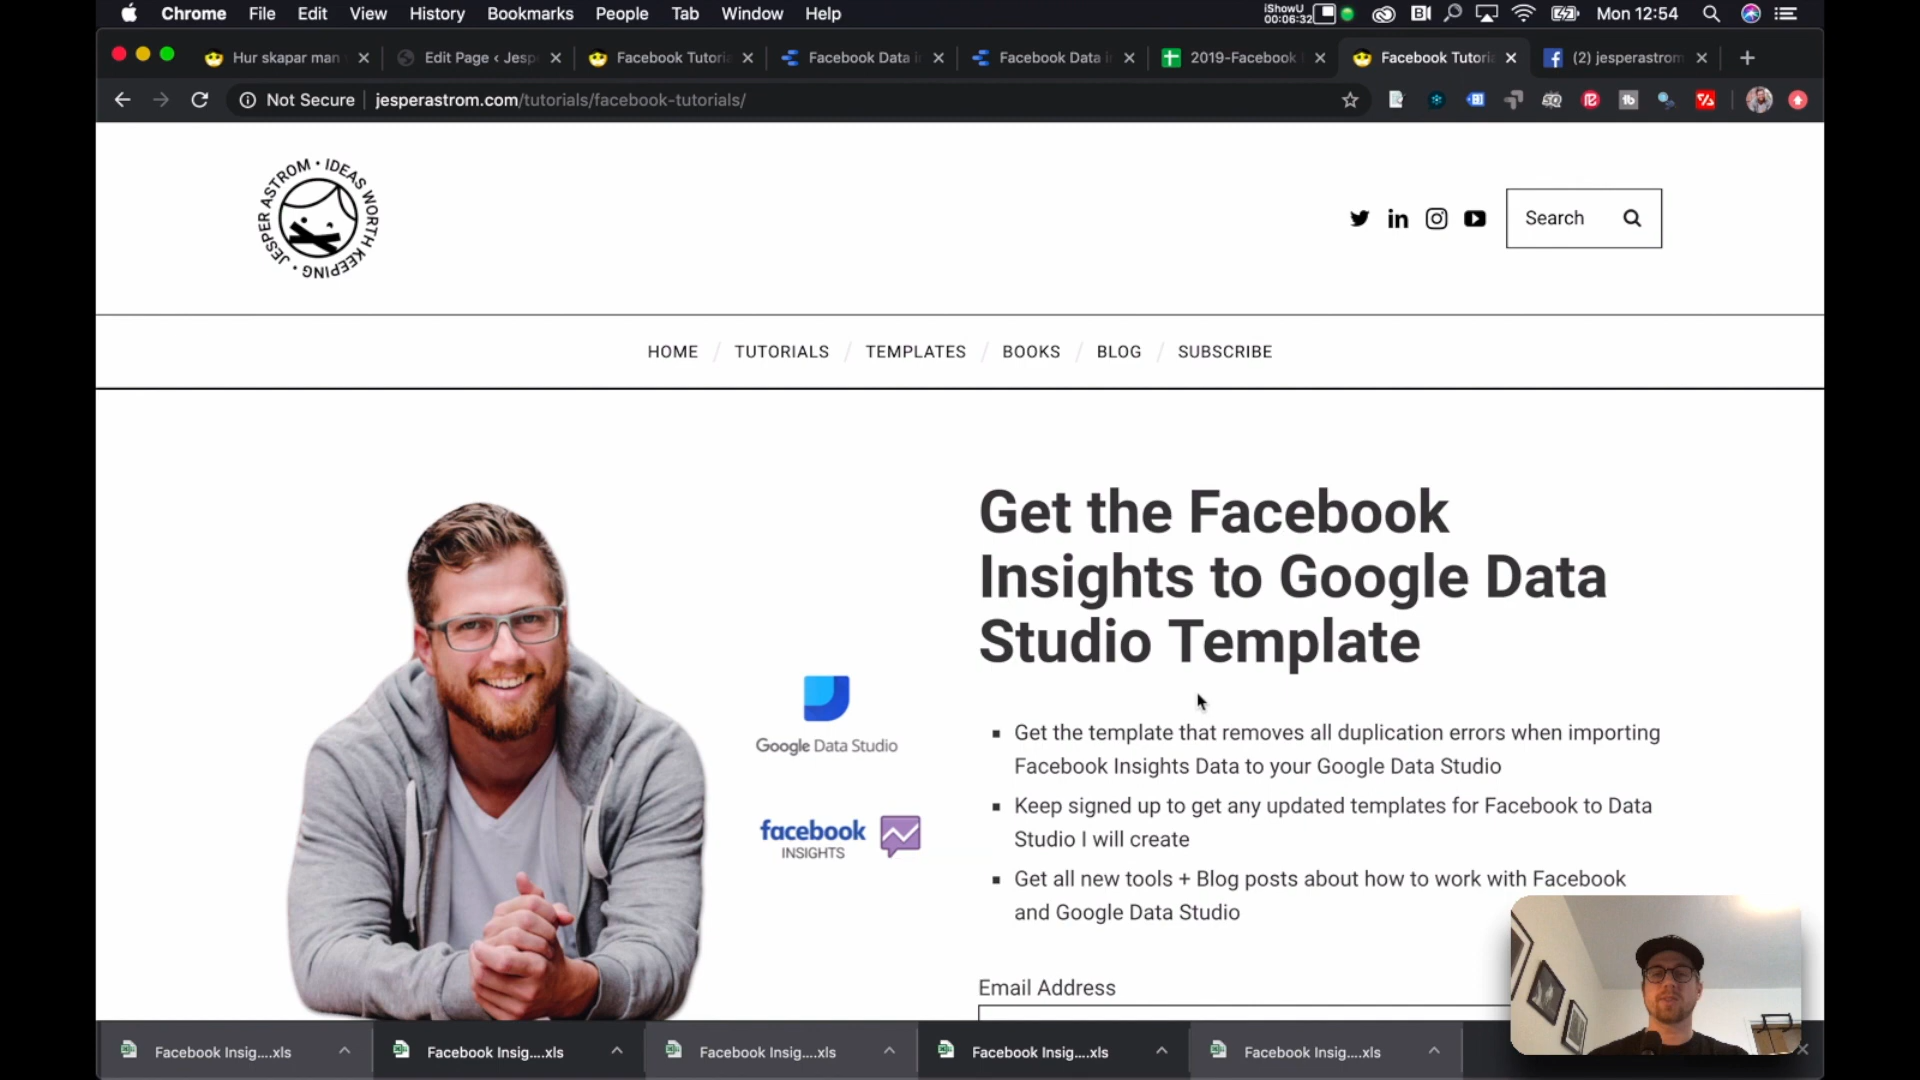 Chrome File Edit View History Bookmarks People Tab Window Help
iShowU
00:06:32
Mon 12:54
Hur skapar man
Edit Page ‹ Jesp
Facebook Tutoria
Facebook Data i
Facebook Data i
2019-Facebook
Facebook Tutoria
(2) jesperastrom
Not Secure jesperastrom.com/tutorials/facebook-tutorials/
JESPER ASTROM • IDEAS WORTH KEEPING •
Search
HOME / TUTORIALS / TEMPLATES / BOOKS / BLOG / SUBSCRIBE
Get the Facebook
Insights to Google Data
Studio Template
Google Data Studio
facebook
INSIGHTS
Get the template that removes all duplication errors when importing
Facebook Insights Data to your Google Data Studio
Keep signed up to get any updated templates for Facebook to Data
Studio I will create
Get all new tools + Blog posts about how to work with Facebook
and Google Data Studio
Email Address
Facebook Insig....xls
Facebook Insig....xls
Facebook Insig....xls
Facebook Insig....xls
Facebook Insig....xls